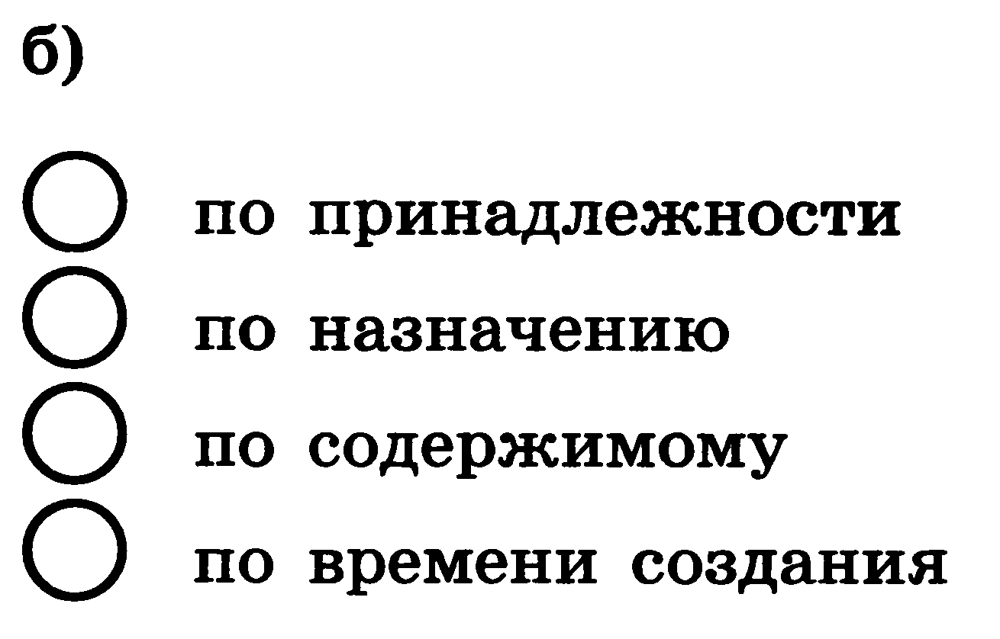 б)
по принадлежности
по назначению
по содержимому
по времени создания